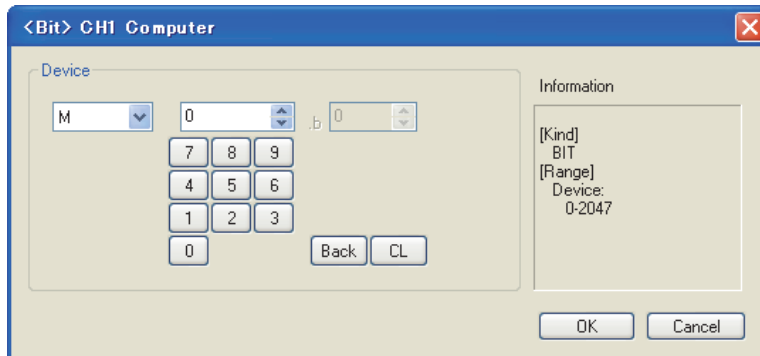 <Bit> CH1 Computer
Device
M 0 .b 0
7 8 9
4 5 6
1 2 3
0 Back CL
Information
[Kind]
BIT
[Range]
Device:
0-2047
OK Cancel